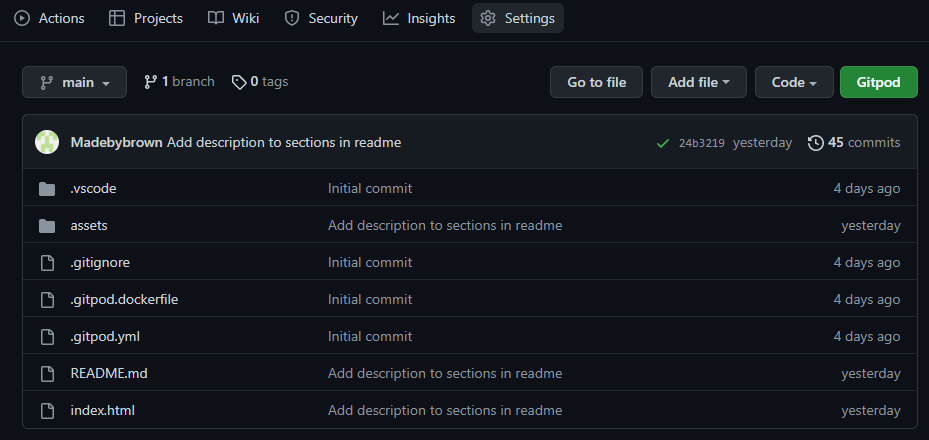 Actions Projects Wiki Security Insights Settings
main 1 branch 0 tags Go to file Add file Code Gitpod
Madebybrown Add description to sections in readme 24b3219 yesterday 45 commits
.vscode Initial commit 4 days ago
assets Add description to sections in readme yesterday
.gitignore Initial commit 4 days ago
.gitpod.dockerfile Initial commit 4 days ago
.gitpod.yml Initial commit 4 days ago
README.md Add description to sections in readme yesterday
index.html Add description to sections in readme yesterday